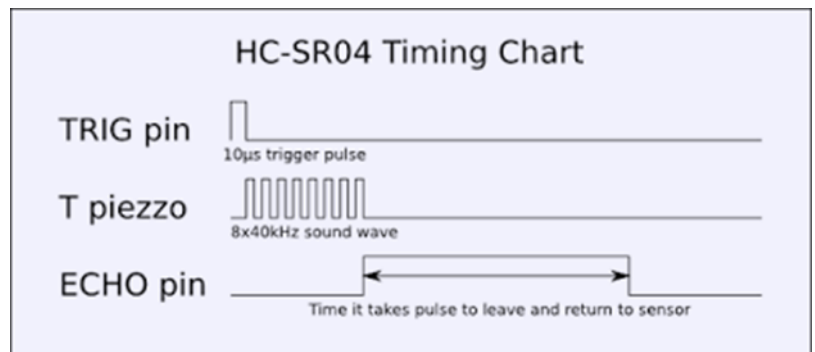 HC-SR04 Timing Chart
TRIG pin
10µs trigger pulse
T piezzo
8x40kHz sound wave
ECHO pin
Time it takes pulse to leave and return to sensor